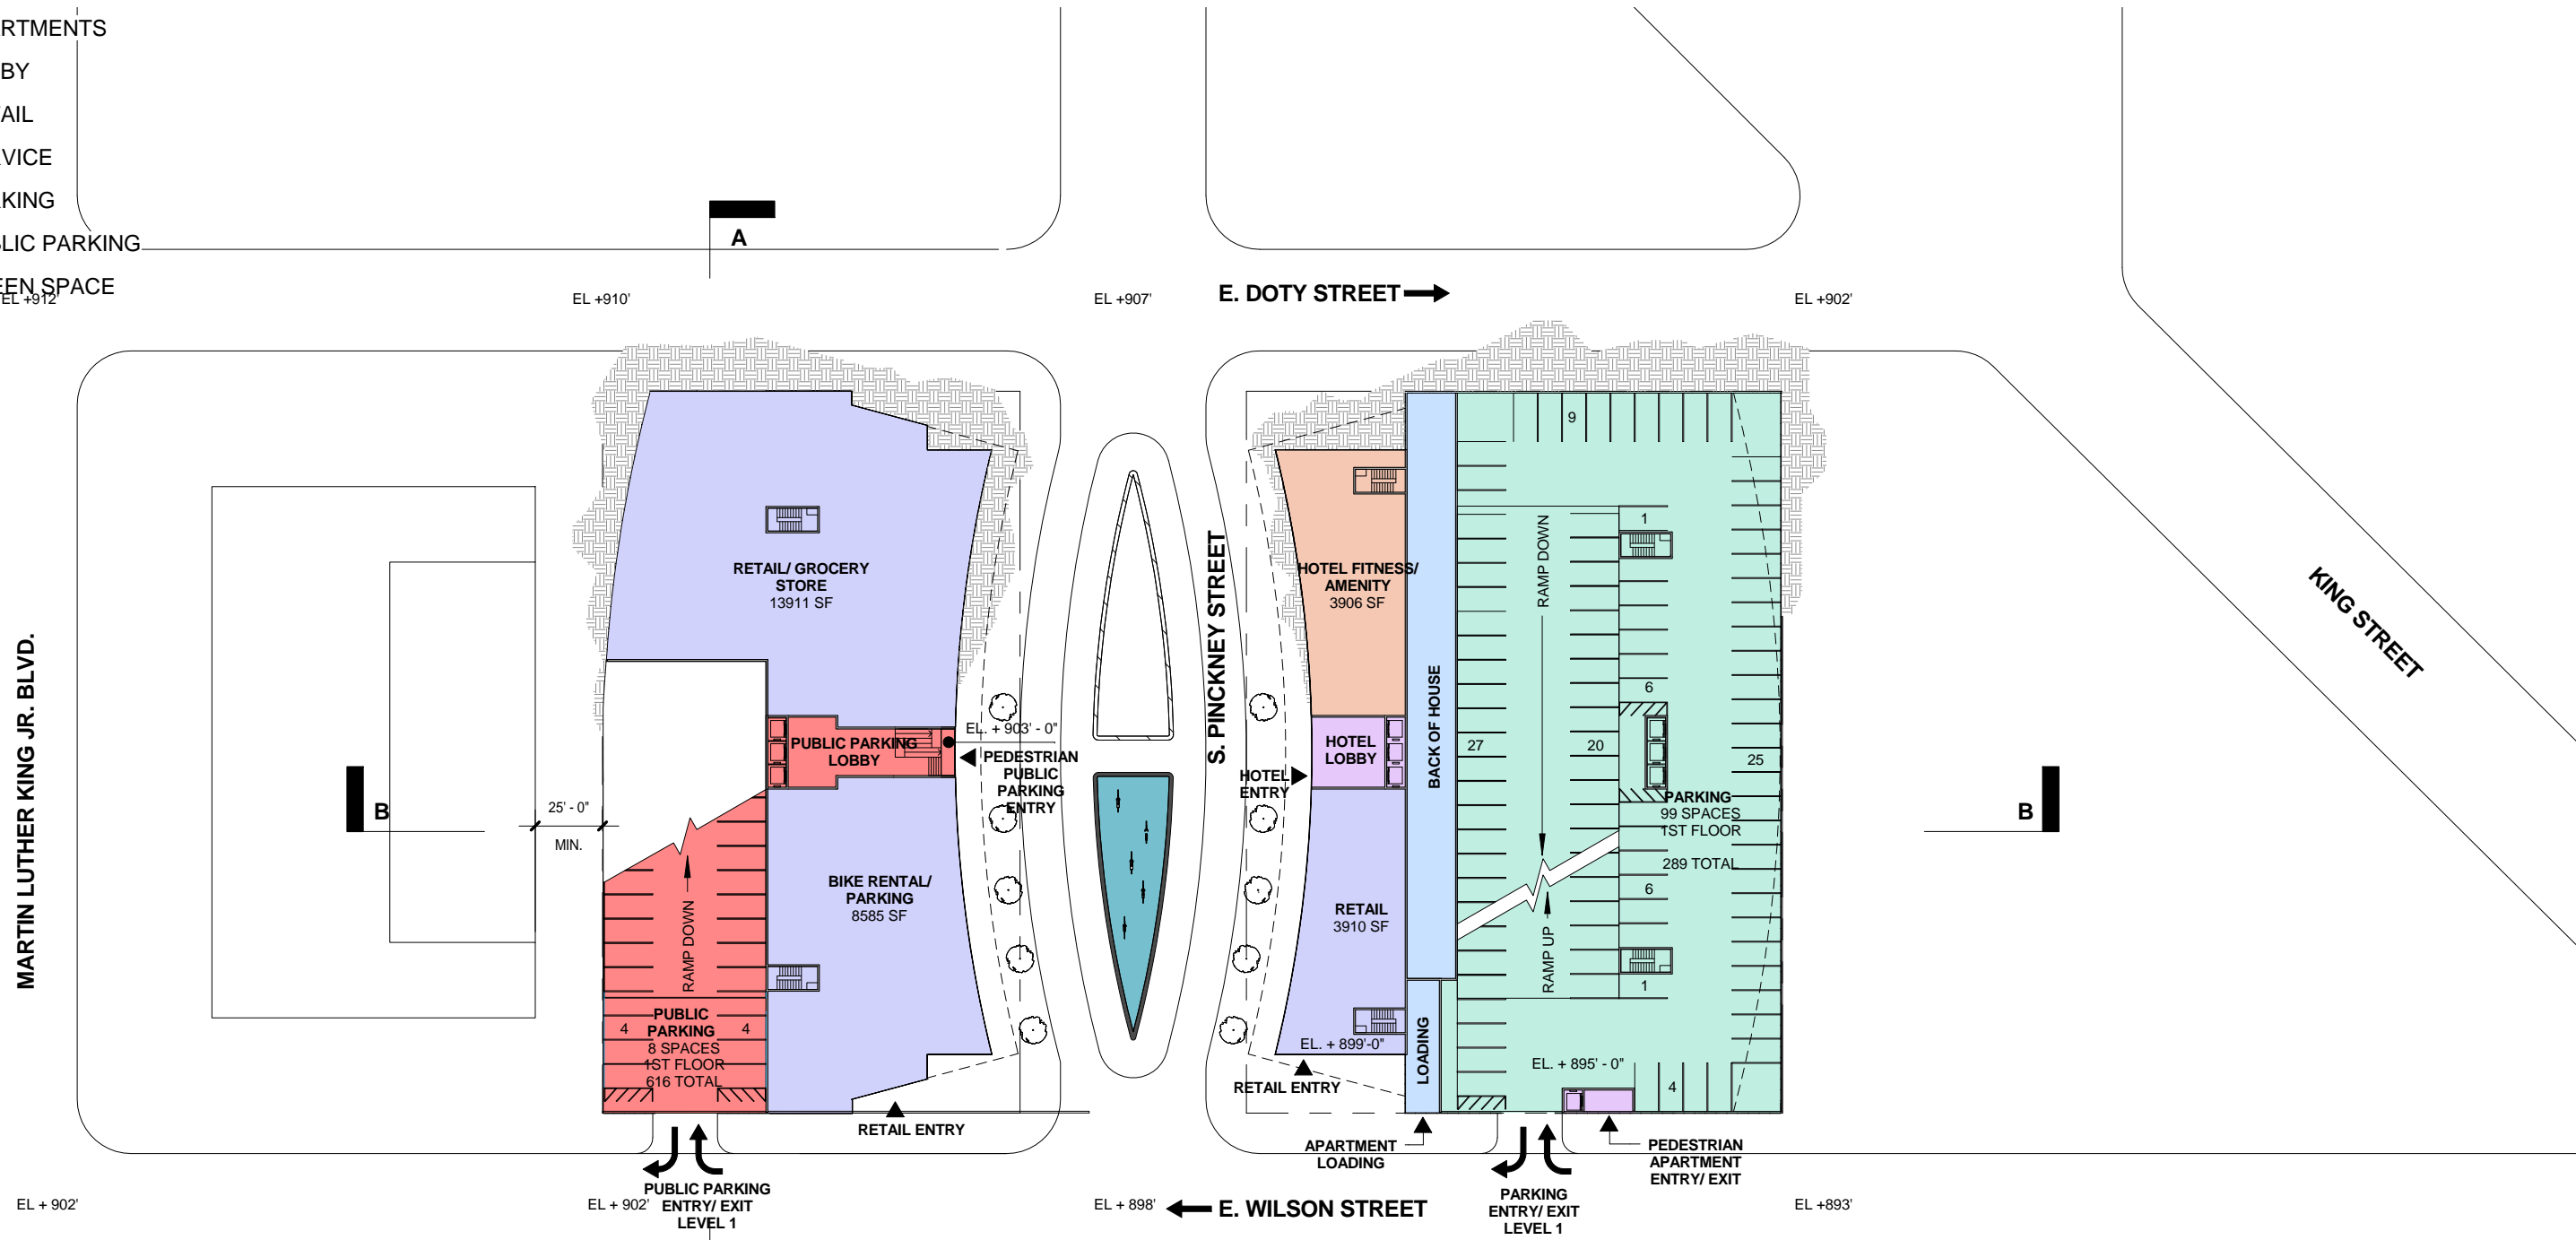 RTMENTS
BY
AIL
VICE
KING
LIC PARKING
EEN SPACE
EL +912'
A
EL +910'
EL +907'
E. DOTY STREET
EL +902'
MARTIN LUTHER KING JR. BLVD.
B
25' - 0"
MIN.
RETAIL/ GROCERY
STORE
13911 SF
PUBLIC PARKING
LOBBY
EL. + 903' - 0"
PEDESTRIAN
PUBLIC
PARKING
ENTRY
BIKE RENTAL/
PARKING
8585 SF
RAMP DOWN
PUBLIC
PARKING
4
4
8 SPACES
1ST FLOOR
616 TOTAL
RETAIL ENTRY
PUBLIC PARKING
ENTRY/ EXIT
LEVEL 1
S. PINCKNEY STREET
HOTEL FITNESS/
AMENITY
3906 SF
HOTEL
LOBBY
HOTEL
ENTRY
RETAIL
3910 SF
EL. + 899'-0"
RETAIL ENTRY
BACK OF HOUSE
LOADING
APARTMENT
LOADING
9
RAMP DOWN
1
6
27
20
25
PARKING
99 SPACES
1ST FLOOR
289 TOTAL
6
RAMP UP
1
EL. + 895' - 0"
4
PARKING
ENTRY/ EXIT
LEVEL 1
PEDESTRIAN
APARTMENT
ENTRY/ EXIT
B
KING STREET
EL + 902'
EL + 902'
EL + 898'
E. WILSON STREET
EL +893'